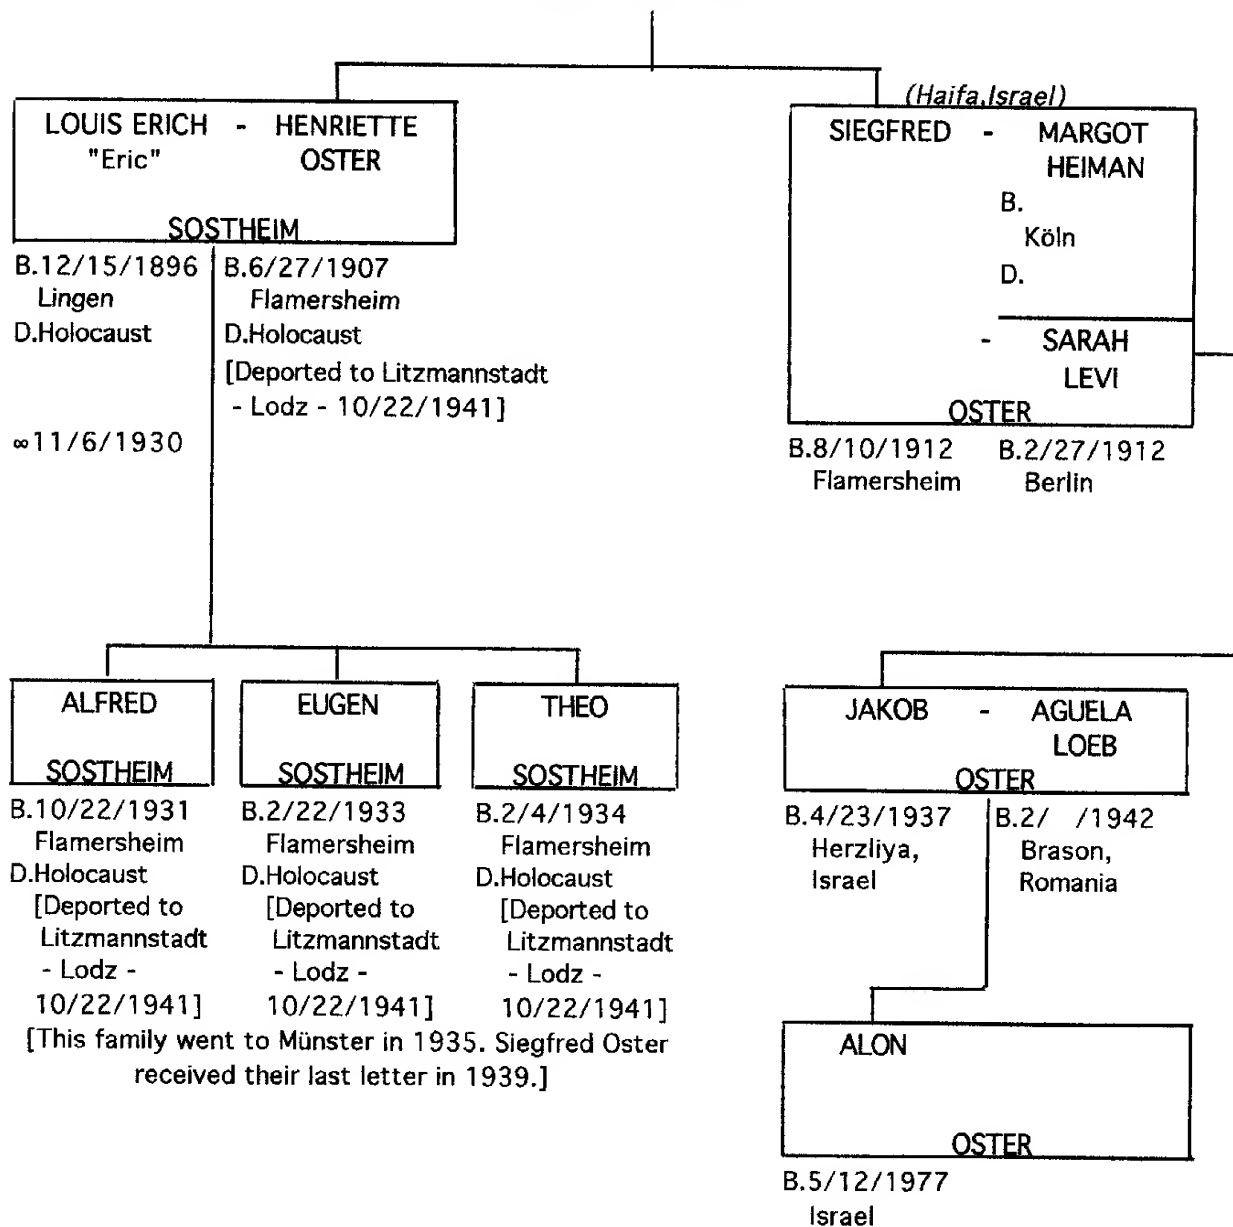 LOUIS ERICH - HENRIETTE
"Eric" OSTER
SOSTHEIM
B.12/15/1896
Lingen
D.Holocaust
∞11/6/1930
B.6/27/1907
Flamersheim
D.Holocaust
[Deported to Litzmannstadt
- Lodz - 10/22/1941]
(Haifa,Israel)
SIEGFRED - MARGOT
HEIMAN
B.
Köln
D.
- SARAH
LEVI
OSTER
B.8/10/1912
Flamersheim
B.2/27/1912
Berlin
ALFRED
SOSTHEIM
B.10/22/1931
Flamersheim
D.Holocaust
[Deported to
Litzmannstadt
- Lodz -
10/22/1941]
EUGEN
SOSTHEIM
B.2/22/1933
Flamersheim
D.Holocaust
[Deported to
Litzmannstadt
- Lodz -
10/22/1941]
THEO
SOSTHEIM
B.2/4/1934
Flamersheim
D.Holocaust
[Deported to
Litzmannstadt
- Lodz -
10/22/1941]
[This family went to Münster in 1935. Siegfred Oster
received their last letter in 1939.]
JAKOB - AGUELA
LOEB
OSTER
B.4/23/1937
Herzliya,
Israel
B.2/ /1942
Brason,
Romania
ALON
OSTER
B.5/12/1977
Israel